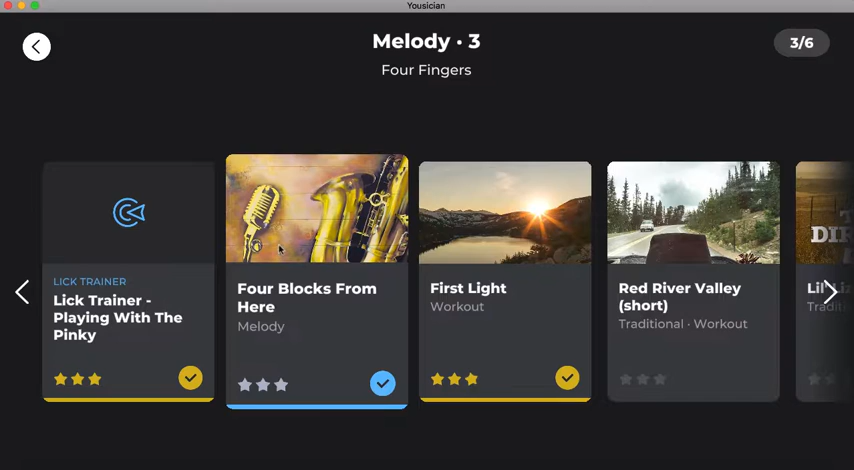 Yousician
Melody · 3
3/6
Four Fingers
LICK TRAINER
Lick Trainer -
Playing With The
Pinky
Four Blocks From
Here
Melody
First Light
Workout
Red River Valley
(short)
Traditional · Workout